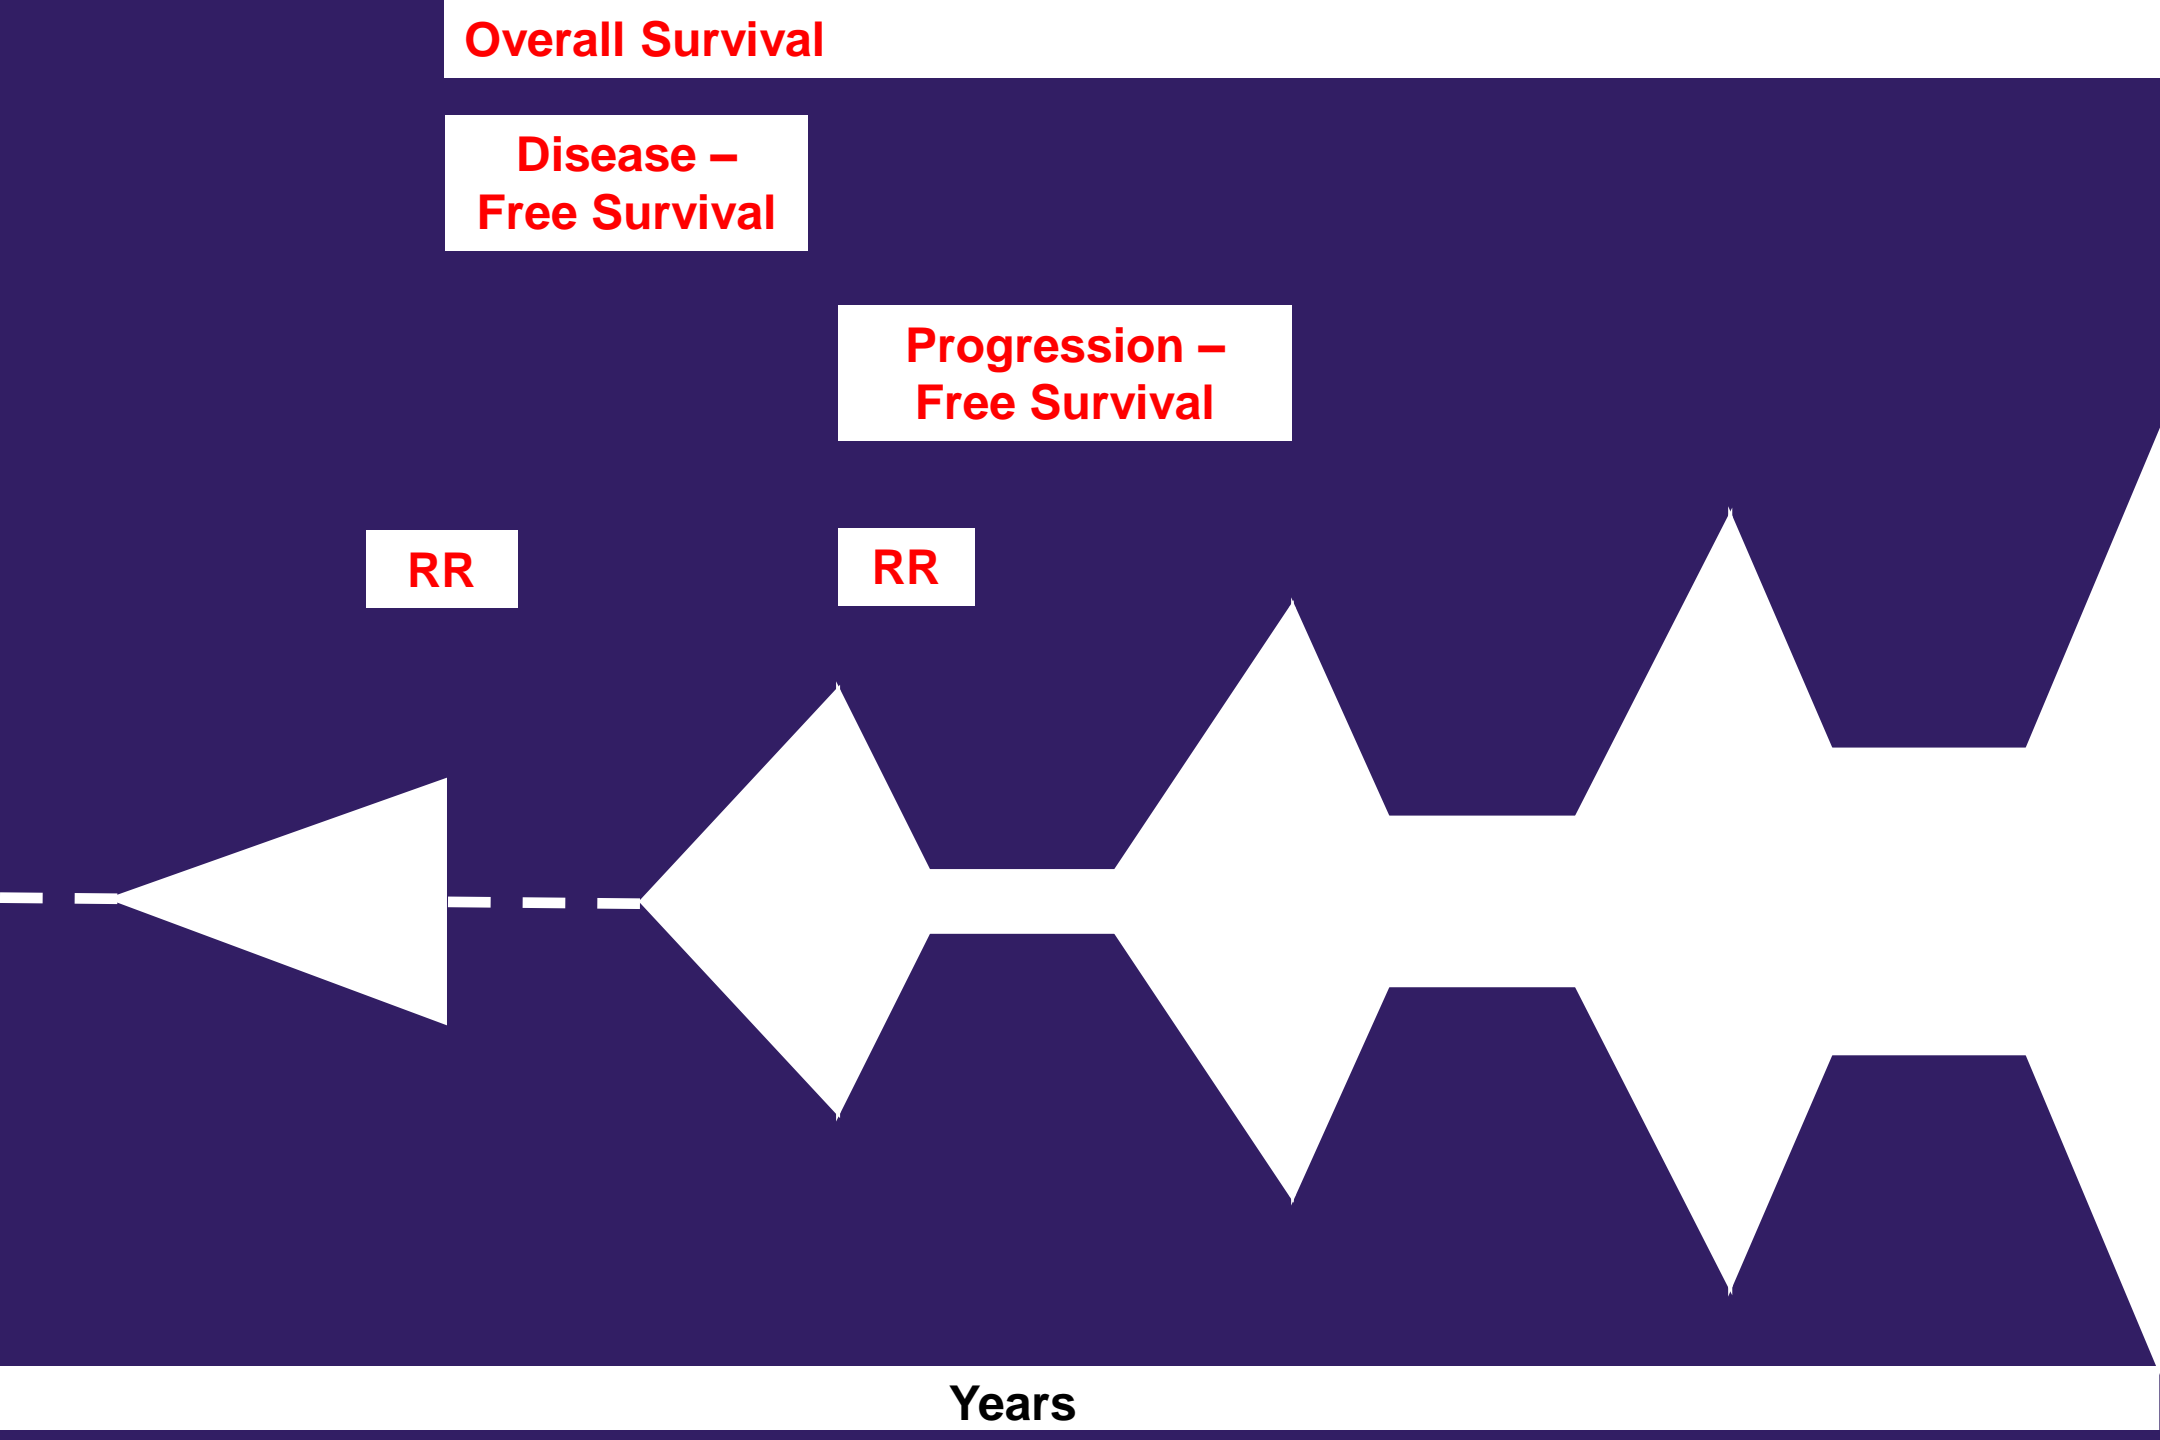 Overall Survival
Disease –
Free Survival
Progression –
Free Survival
RR
RR
Years